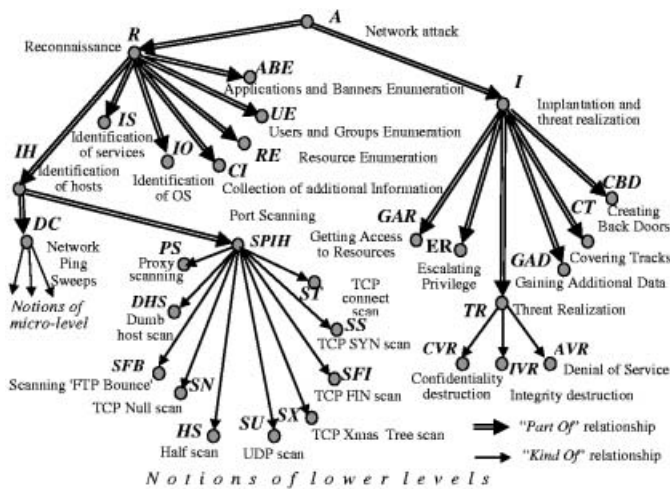 A
Network attack
R
Reconnaissance
ABE
Applications and Banners Enumeration
I
Implantation and
threat realization
IS
Identification
of services
UE
Users and Groups Enumeration
IH
Identification
of hosts
IO
Identification
of OS
RE
Resource Enumeration
CI
Collection of additional Information
CBD
Creating
Back Doors
GAR
Getting Access
to Resources
ER
Escalating
Privilege
CT
Covering Tracks
GAD
Gaining Additional Data
DC
Network
Ping
Sweeps
Notions of
micro-level
Port Scanning
SPIH
PS
Proxy
scanning
ST
TCP
connect
scan
TR
Threat Realization
DHS
Dumb
host scan
SS
TCP SYN scan
CVR
Confidentiality
destruction
IVR
Integrity destruction
AVR
Denial of Service
SFB
Scanning 'FTP Bounce'
SN
TCP Null scan
SFI
TCP FIN scan
HS
Half scan
SU
UDP scan
SX
TCP Xmas Tree scan
"Part Of" relationship
"Kind Of" relationship
Notions of lower levels